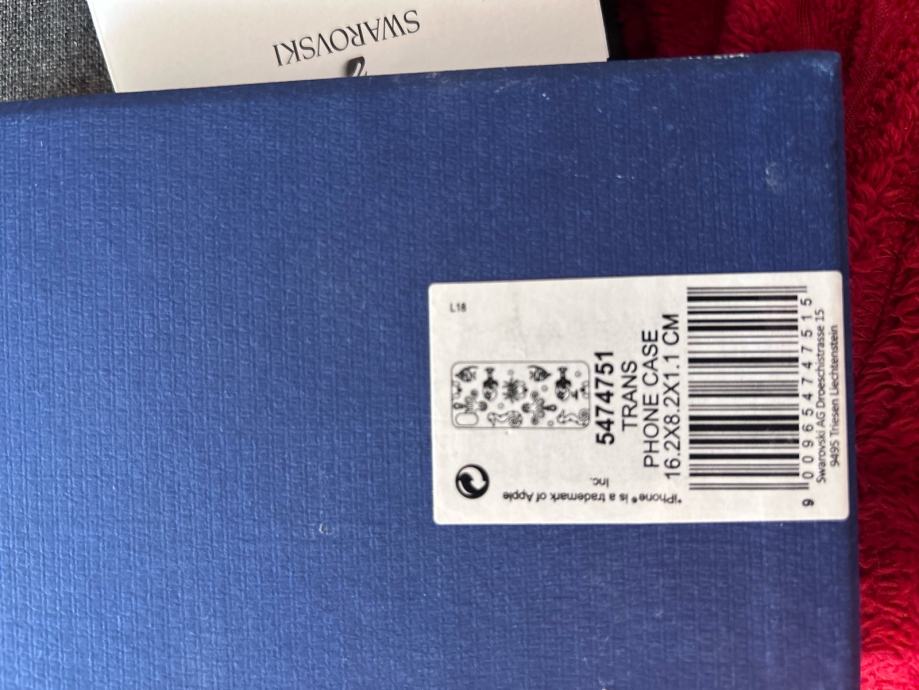 SWAROVSKI
L18
5474751
TRANS
PHONE CASE
16.2X8.2X1.1 CM
*iPhone® is a trademark of Apple
Inc.
9 009654 747515
Swarovski AG Droeschistrasse 15
9495 Triesen Liechtenstein